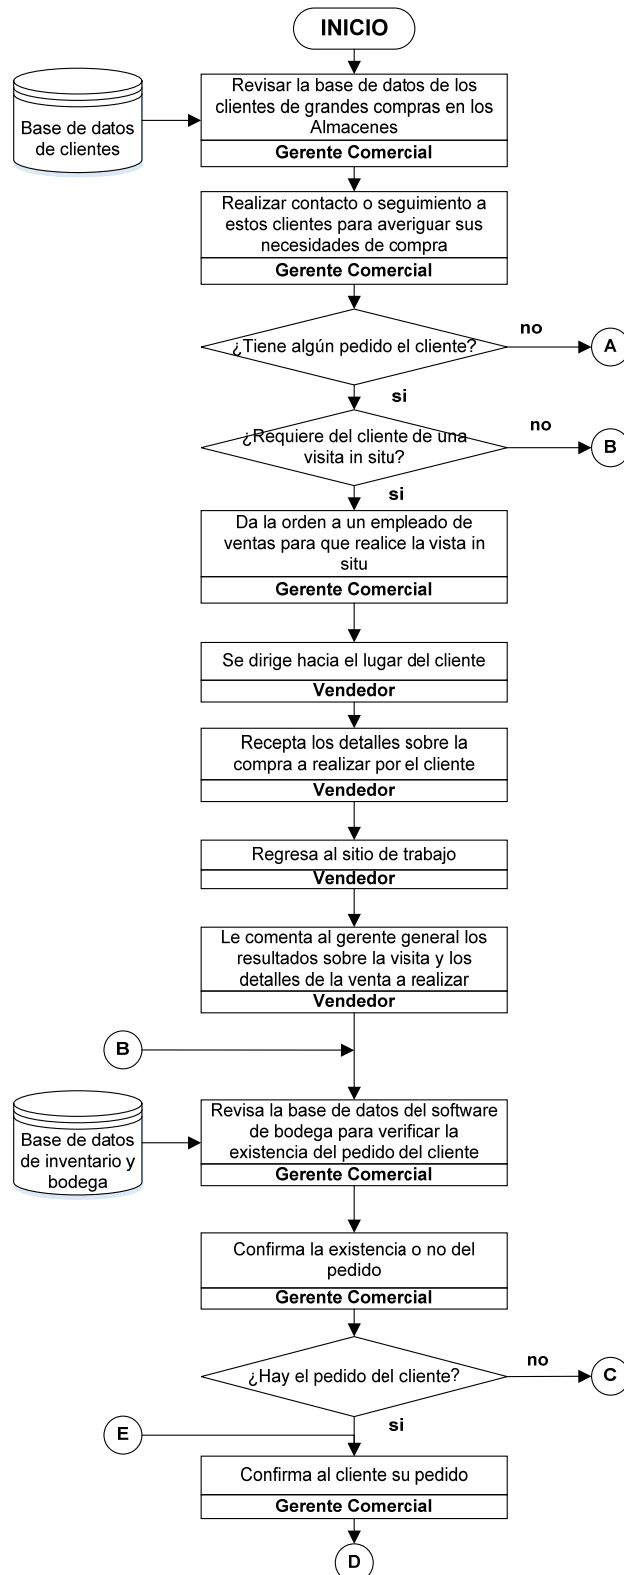 INICIO
Base de datos
de clientes
Revisar la base de datos de los
clientes de grandes compras en los
Almacenes
Gerente Comercial
Realizar contacto o seguimiento a
estos clientes para averiguar sus
necesidades de compra
Gerente Comercial
¿Tiene algún pedido el cliente?
no
A
si
¿Requiere del cliente de una
visita in situ?
no
B
si
Da la orden a un empleado de
ventas para que realice la vista in
situ
Gerente Comercial
Se dirige hacia el lugar del cliente
Vendedor
Recepta los detalles sobre la
compra a realizar por el cliente
Vendedor
Regresa al sitio de trabajo
Vendedor
Le comenta al gerente general los
resultados sobre la visita y los
detalles de la venta a realizar
Vendedor
B
Base de datos
de inventario y
bodega
Revisa la base de datos del software
de bodega para verificar la
existencia del pedido del cliente
Gerente Comercial
Confirma la existencia o no del
pedido
Gerente Comercial
¿Hay el pedido del cliente?
no
C
si
E
Confirma al cliente su pedido
Gerente Comercial
D